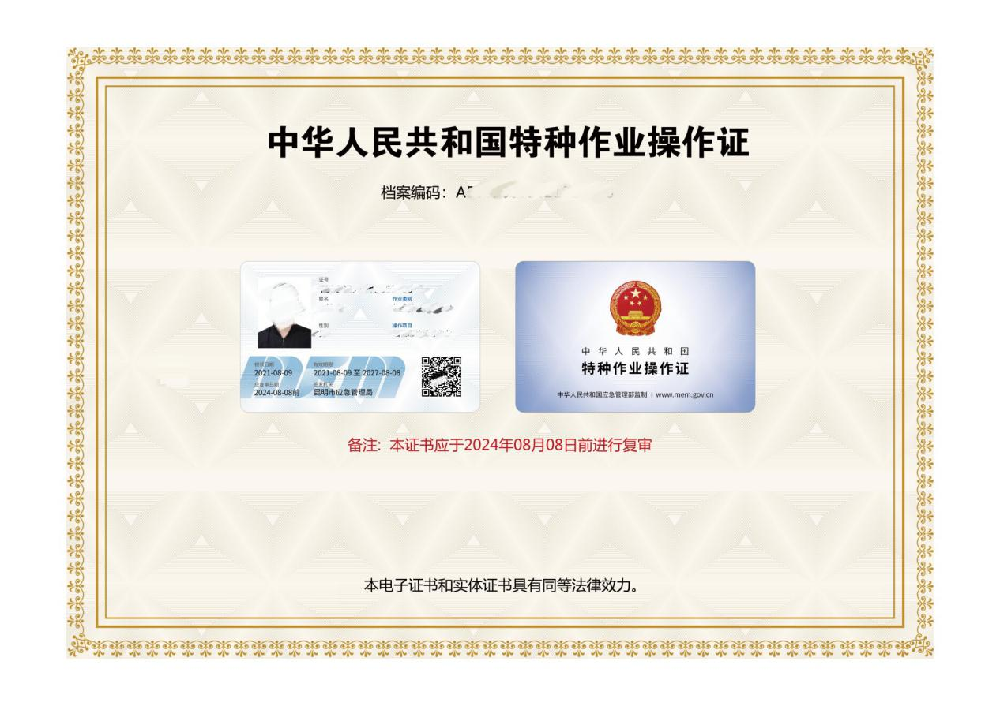 中华人民共和国特种作业操作证
档案编码：A
证号
姓名
作业类别
性别
操作项目
初领日期
有效期限
2021-08-09
2021-08-09 至 2027-08-08
应复审日期
签发机关
2024-08-08前
昆明市应急管理局
中华人民共和国
特种作业操作证
中华人民共和国应急管理部监制 | www.mem.gov.cn
备注: 本证书应于2024年08月08日前进行复审
本电子证书和实体证书具有同等法律效力。